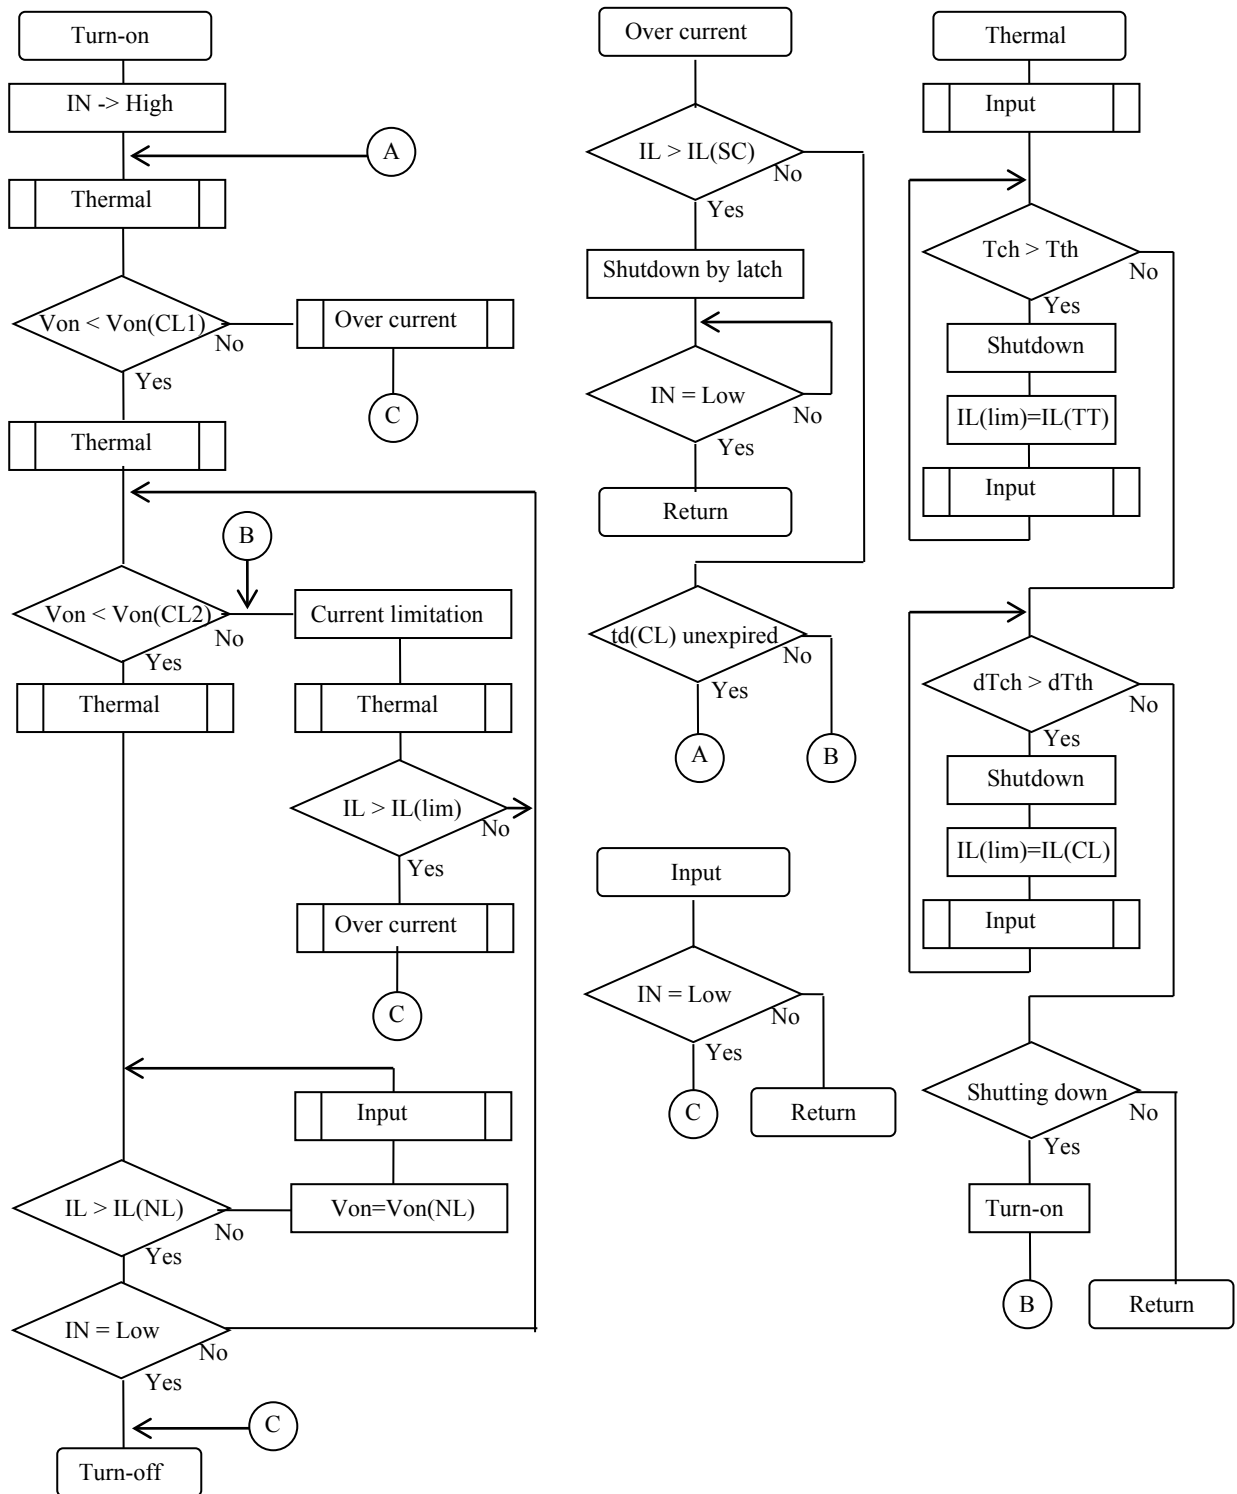 Turn-on
IN -> High
A
Thermal
Von < Von(CL1)
No
Yes
Over current
C
Thermal
B
Von < Von(CL2)
No
Yes
Current limitation
Thermal
Thermal
IL > IL(lim)
No
Yes
Over current
C
Input
Von=Von(NL)
IL > IL(NL)
No
Yes
IN = Low
No
Yes
C
Turn-off
Over current
IL > IL(SC)
No
Yes
Shutdown by latch
IN = Low
No
Yes
Return
td(CL) unexpired
No
Yes
A
B
Input
IN = Low
No
Yes
C
Return
Thermal
Input
Tch > Tth
No
Yes
Shutdown
IL(lim)=IL(TT)
Input
dTch > dTth
No
Yes
Shutdown
IL(lim)=IL(CL)
Input
Shutting down
No
Yes
Turn-on
B
Return